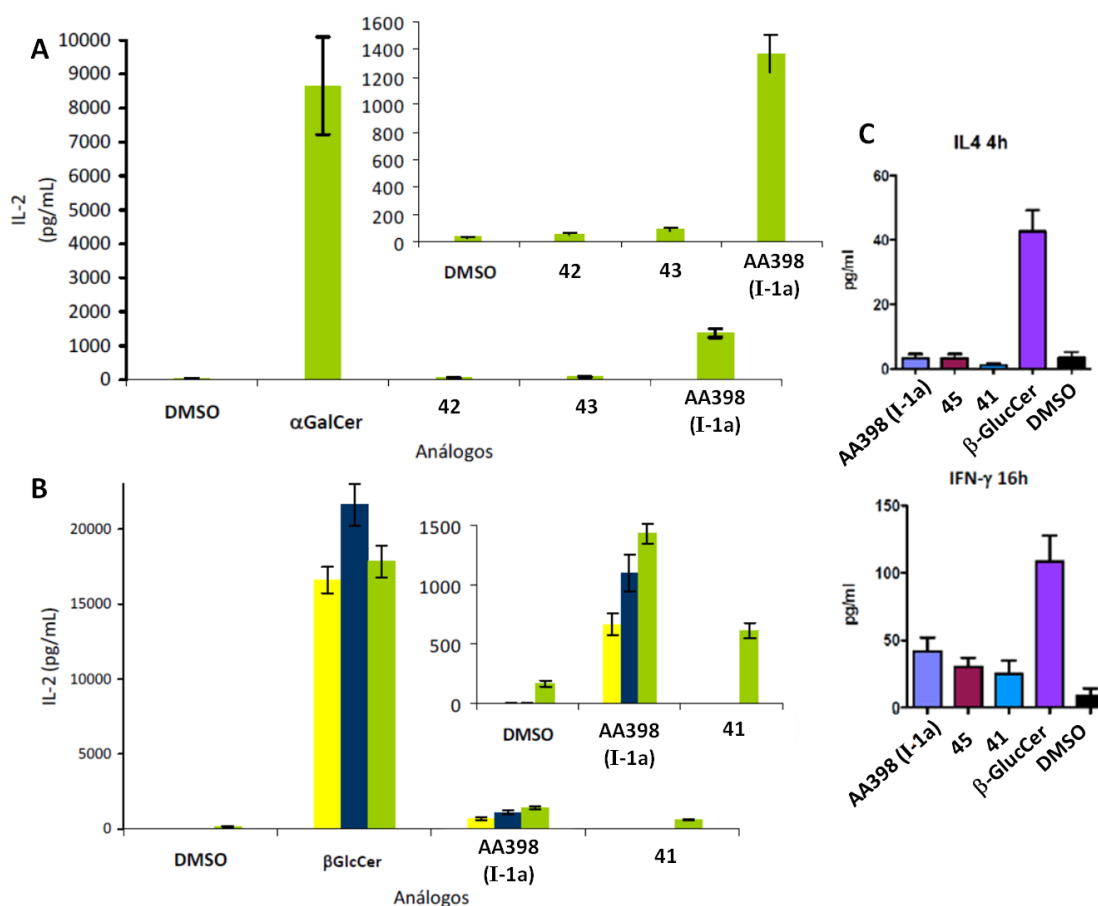 A
IL-2
(pg/mL)
10000
9000
8000
7000
6000
5000
4000
3000
2000
1000
0
DMSO
αGalCer
42
43
AA398
(I-1a)
Análogos
1600
1400
1200
1000
800
600
400
200
0
DMSO
42
43
AA398
(I-1a)
B
IL-2 (pg/mL)
20000
15000
10000
5000
0
DMSO
βGlcCer
AA398
(I-1a)
41
Análogos
1500
1000
500
0
DMSO
AA398
(I-1a)
41
C
IL4 4h
pg/ml
60
40
20
0
AA398 (I-1a)
45
41
β-GlucCer
DMSO
IFN-γ 16h
pg/ml
150
100
50
0
AA398 (I-1a)
45
41
β-GlucCer
DMSO